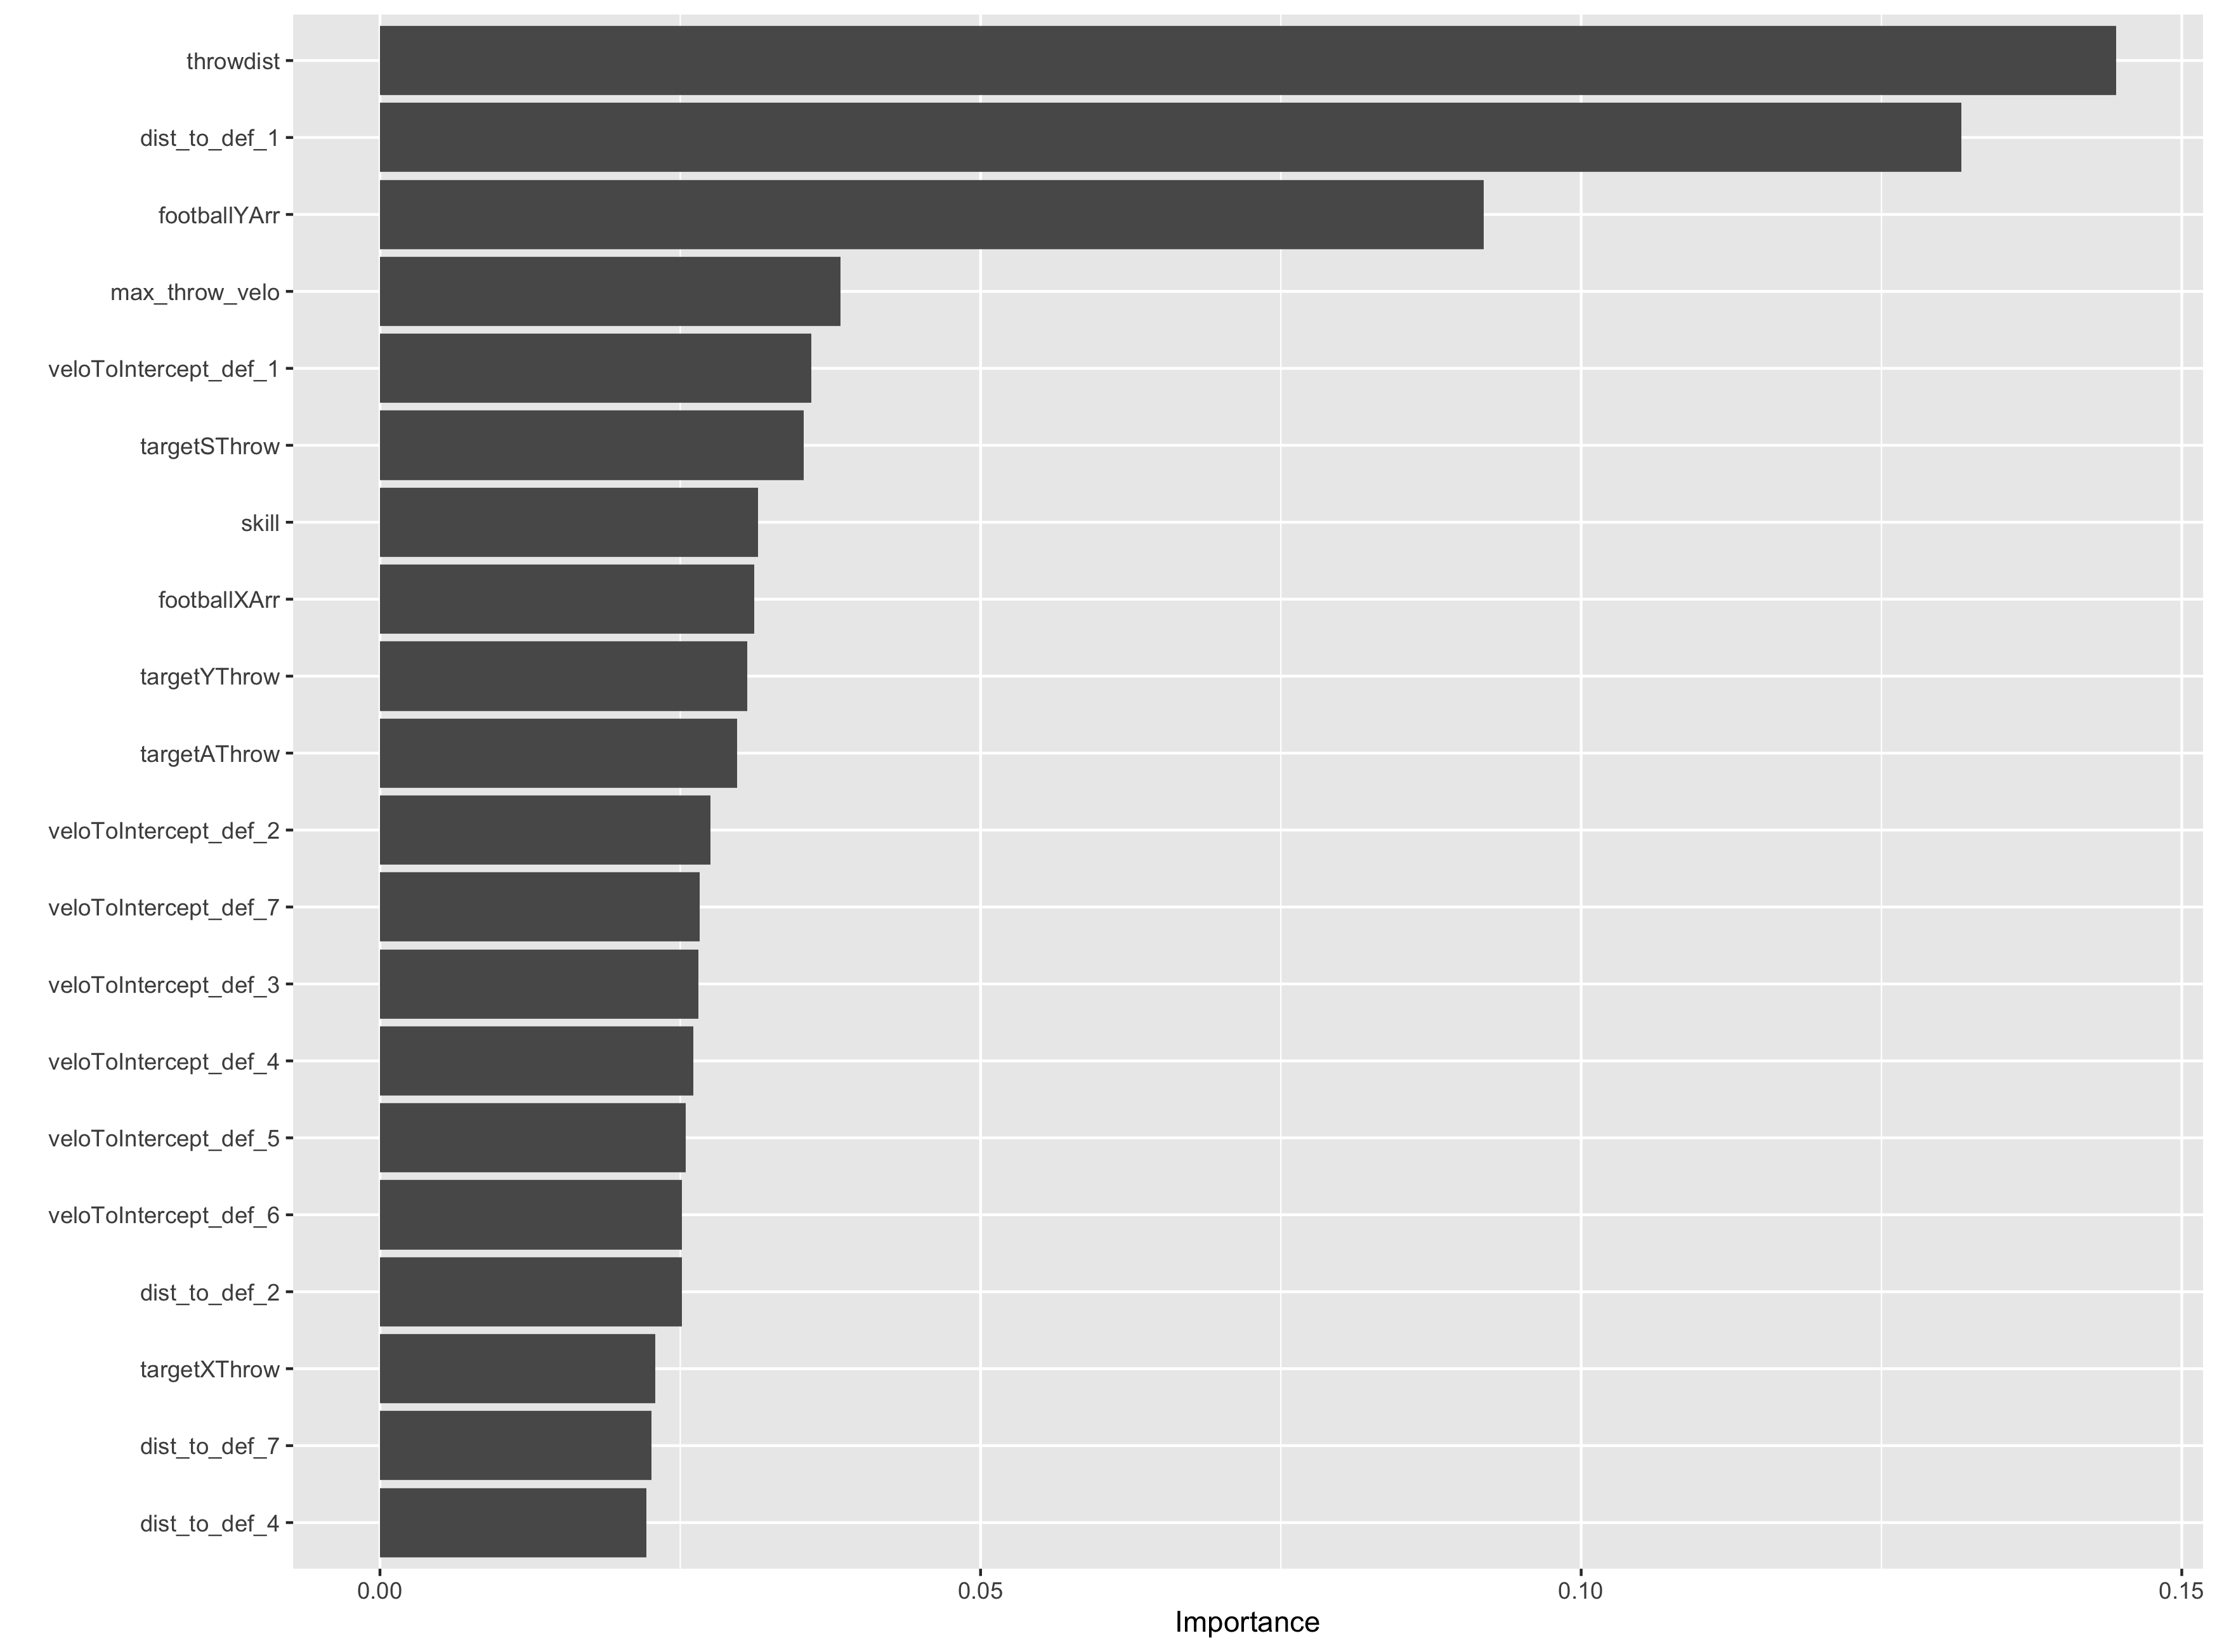 throwdist
dist_to_def_1
footballYArr
max_throw_velo
veloToIntercept_def_1
targetSThrow
skill
footballXArr
targetYThrow
targetAThrow
veloToIntercept_def_2
veloToIntercept_def_7
veloToIntercept_def_3
veloToIntercept_def_4
veloToIntercept_def_5
veloToIntercept_def_6
dist_to_def_2
targetXThrow
dist_to_def_7
dist_to_def_4
0.00 0.05 0.10 0.15
Importance